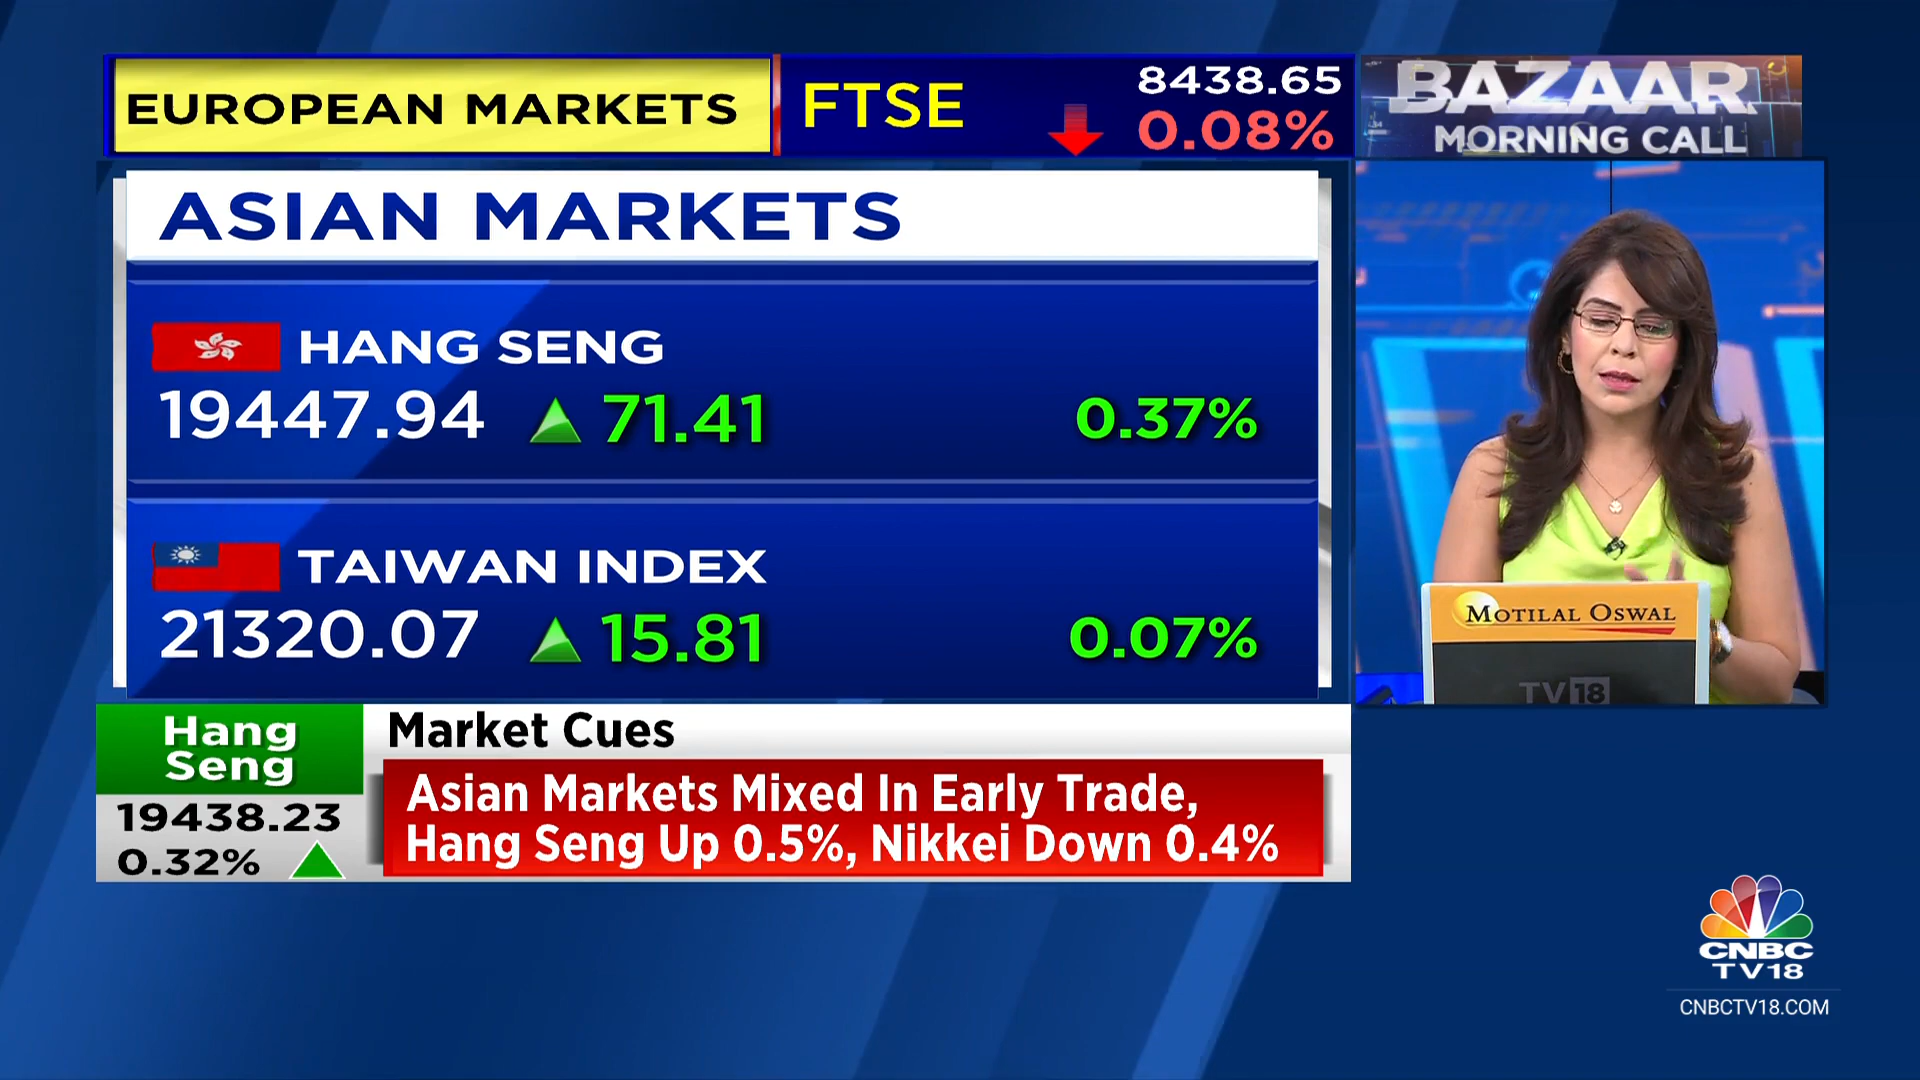 EUROPEAN MARKETS
FTSE
8438.65
0.08%
BAZAAR
MORNING CALL
ASIAN MARKETS
HANG SENG
19447.94 71.41 0.37%
TAIWAN INDEX
21320.07 15.81 0.07%
MOTILAL OSWAL
TV18
Hang
Seng
19438.23
0.32%
Market Cues
Asian Markets Mixed In Early Trade,
Hang Seng Up 0.5%, Nikkei Down 0.4%
CNBC
TV18
CNBCTV18.COM